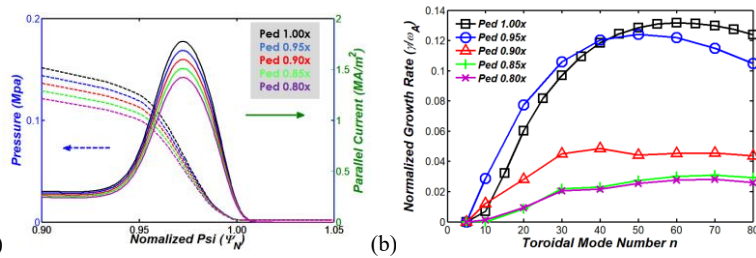 0.2
0.1
0
Pressure (Mpa)
0.90
0.95
1.00
1.05
Nomalized Psi (Ψ_N)
Ped 1.00x
Ped 0.95x
Ped 0.90x
Ped 0.85x
Ped 0.80x
2
1.5
1
0.5
0
Parallel Current (MA/m²)
)
(b)
Normalized Growth Rate (γ/ω_A)
0.14
0.12
0.10
0.08
0.06
0.04
0.02
0
Ped 1.00x
Ped 0.95x
Ped 0.90x
Ped 0.85x
Ped 0.80x
0
10
20
30
40
50
60
70
80
Toroidal Mode Number n